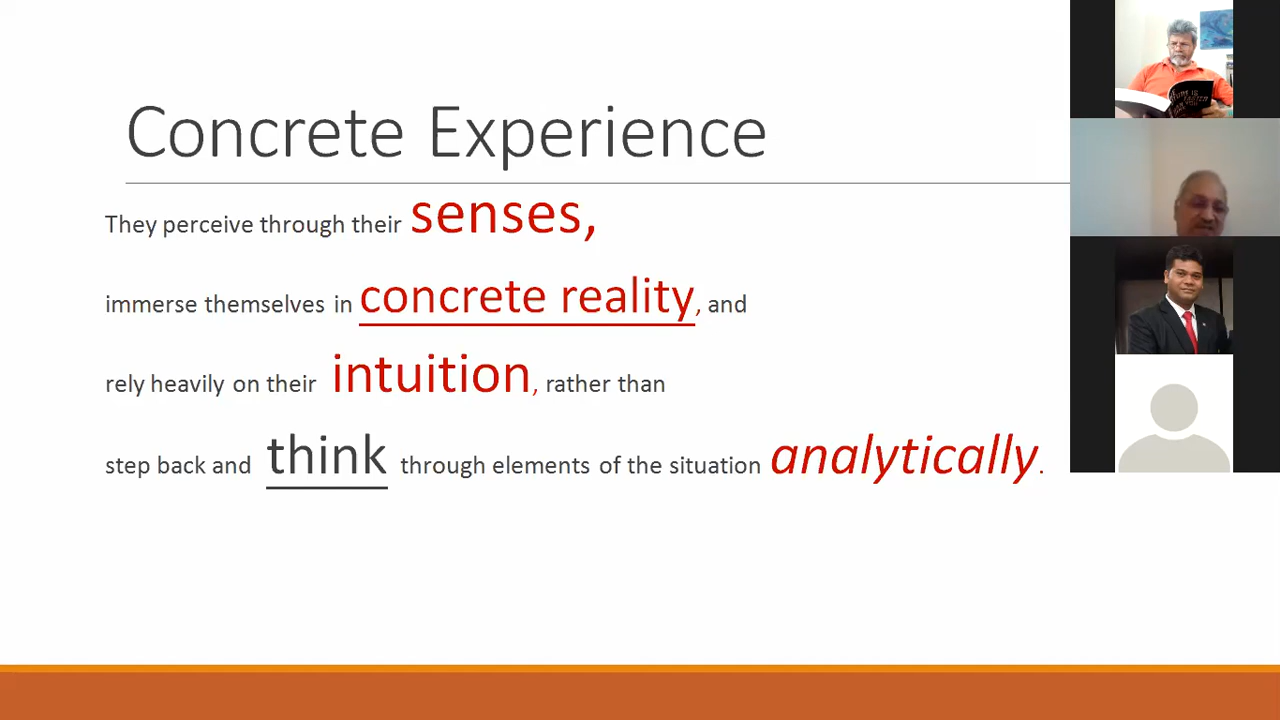 Concrete Experience
They perceive through their senses,
immerse themselves in concrete reality, and
rely heavily on their intuition, rather than
step back and think through elements of the situation analytically.